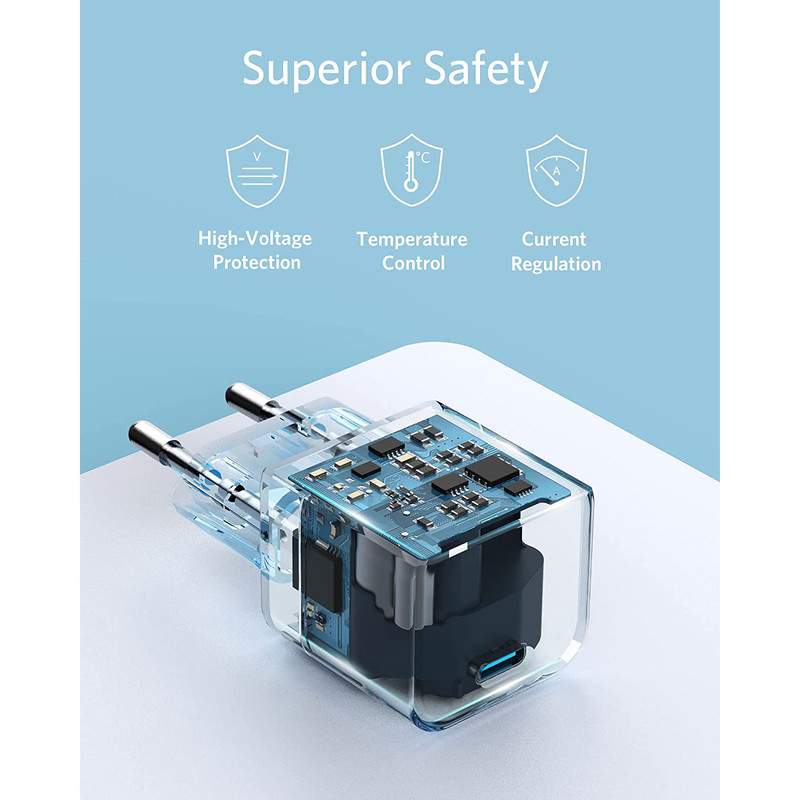 Superior Safety
V
°C
A
High-Voltage
Protection
Temperature
Control
Current
Regulation